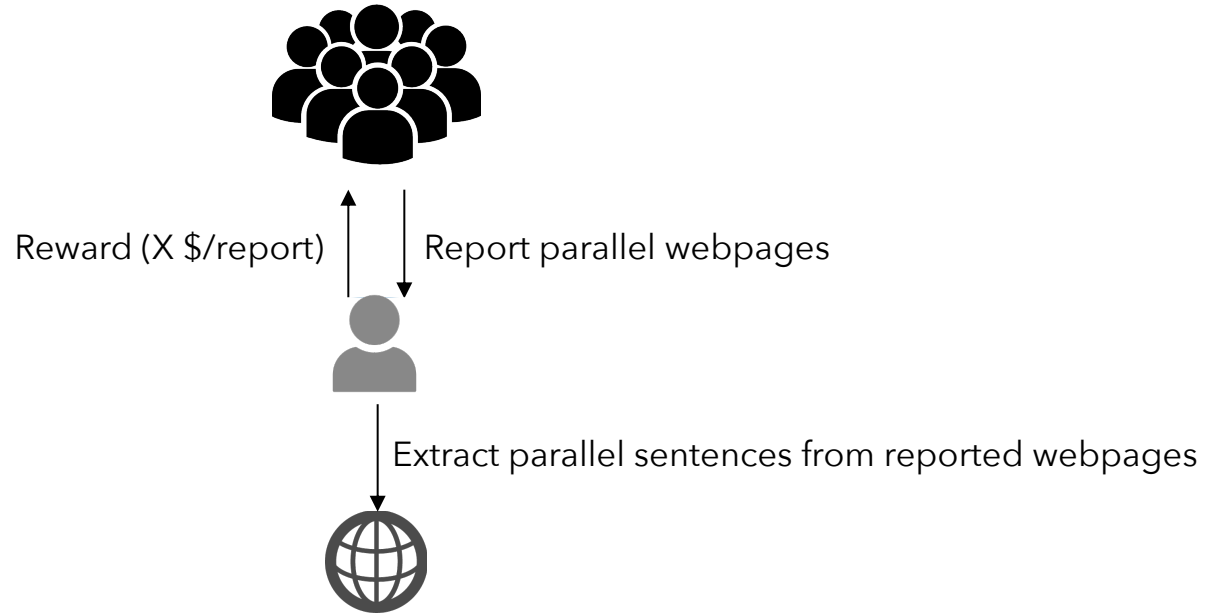 Reward (X $/report)
Report parallel webpages
Extract parallel sentences from reported webpages